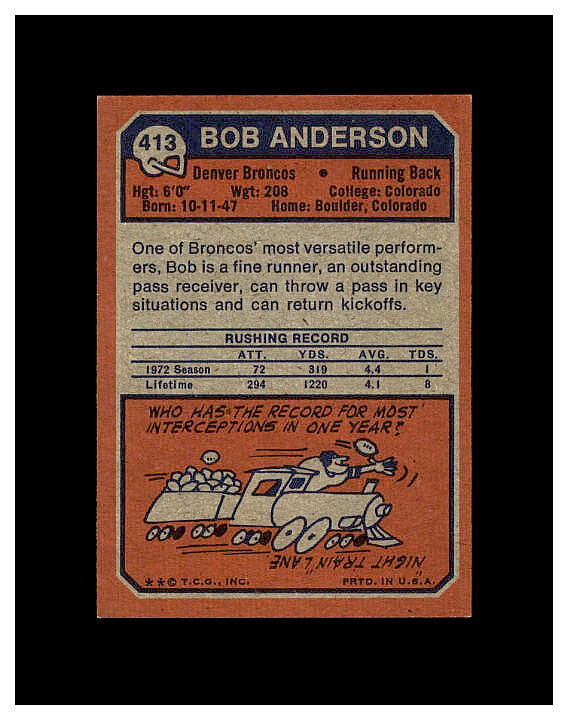 413 BOB ANDERSON
Denver Broncos • Running Back
Hgt: 6'0" Wgt: 208 College: Colorado
Born: 10-11-47 Home: Boulder, Colorado
One of Broncos' most versatile perform-
ers, Bob is a fine runner, an outstanding
pass receiver, can throw a pass in key
situations and can return kickoffs.
RUSHING RECORD
ATT. YDS. AVG. TDS.
1972 Season 72 319 4.4 1
Lifetime 294 1220 4.1 8
WHO HAS THE RECORD FOR MOST
INTERCEPTIONS IN ONE YEAR?
"NIGHT TRAIN" LANE
**© T.C.G., INC. PRTD. IN U.S.A.